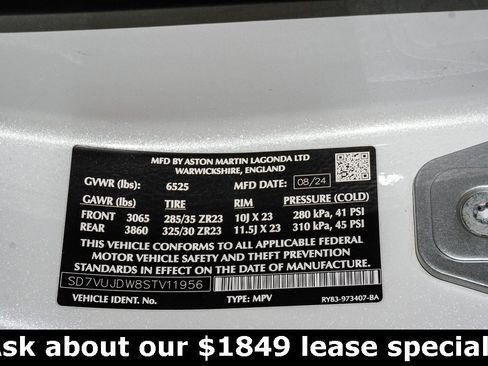 MFD BY ASTON MARTIN LAGONDA LTD
WARWICKSHIRE, ENGLAND
GVWR (lbs): 6525 MFD DATE: 08/24
GAWR (lbs): TIRE RIM PRESSURE (COLD)
FRONT 3065 285/35 ZR23 10J X 23 280 kPa, 41 PSI
REAR 3860 325/30 ZR23 11.5J X 23 310 kPa, 45 PSI
THIS VEHICLE CONFORMS TO ALL APPLICABLE FEDERAL
MOTOR VEHICLE SAFETY AND THEFT PREVENTION
STANDARDS IN EFFECT ON THE DATE OF MANUFACTURE.
SD7VUJDW8STV11956
VEHICLE IDENT. NO. TYPE: MPV RY83-973407-BA
Ask about our $1849 lease special